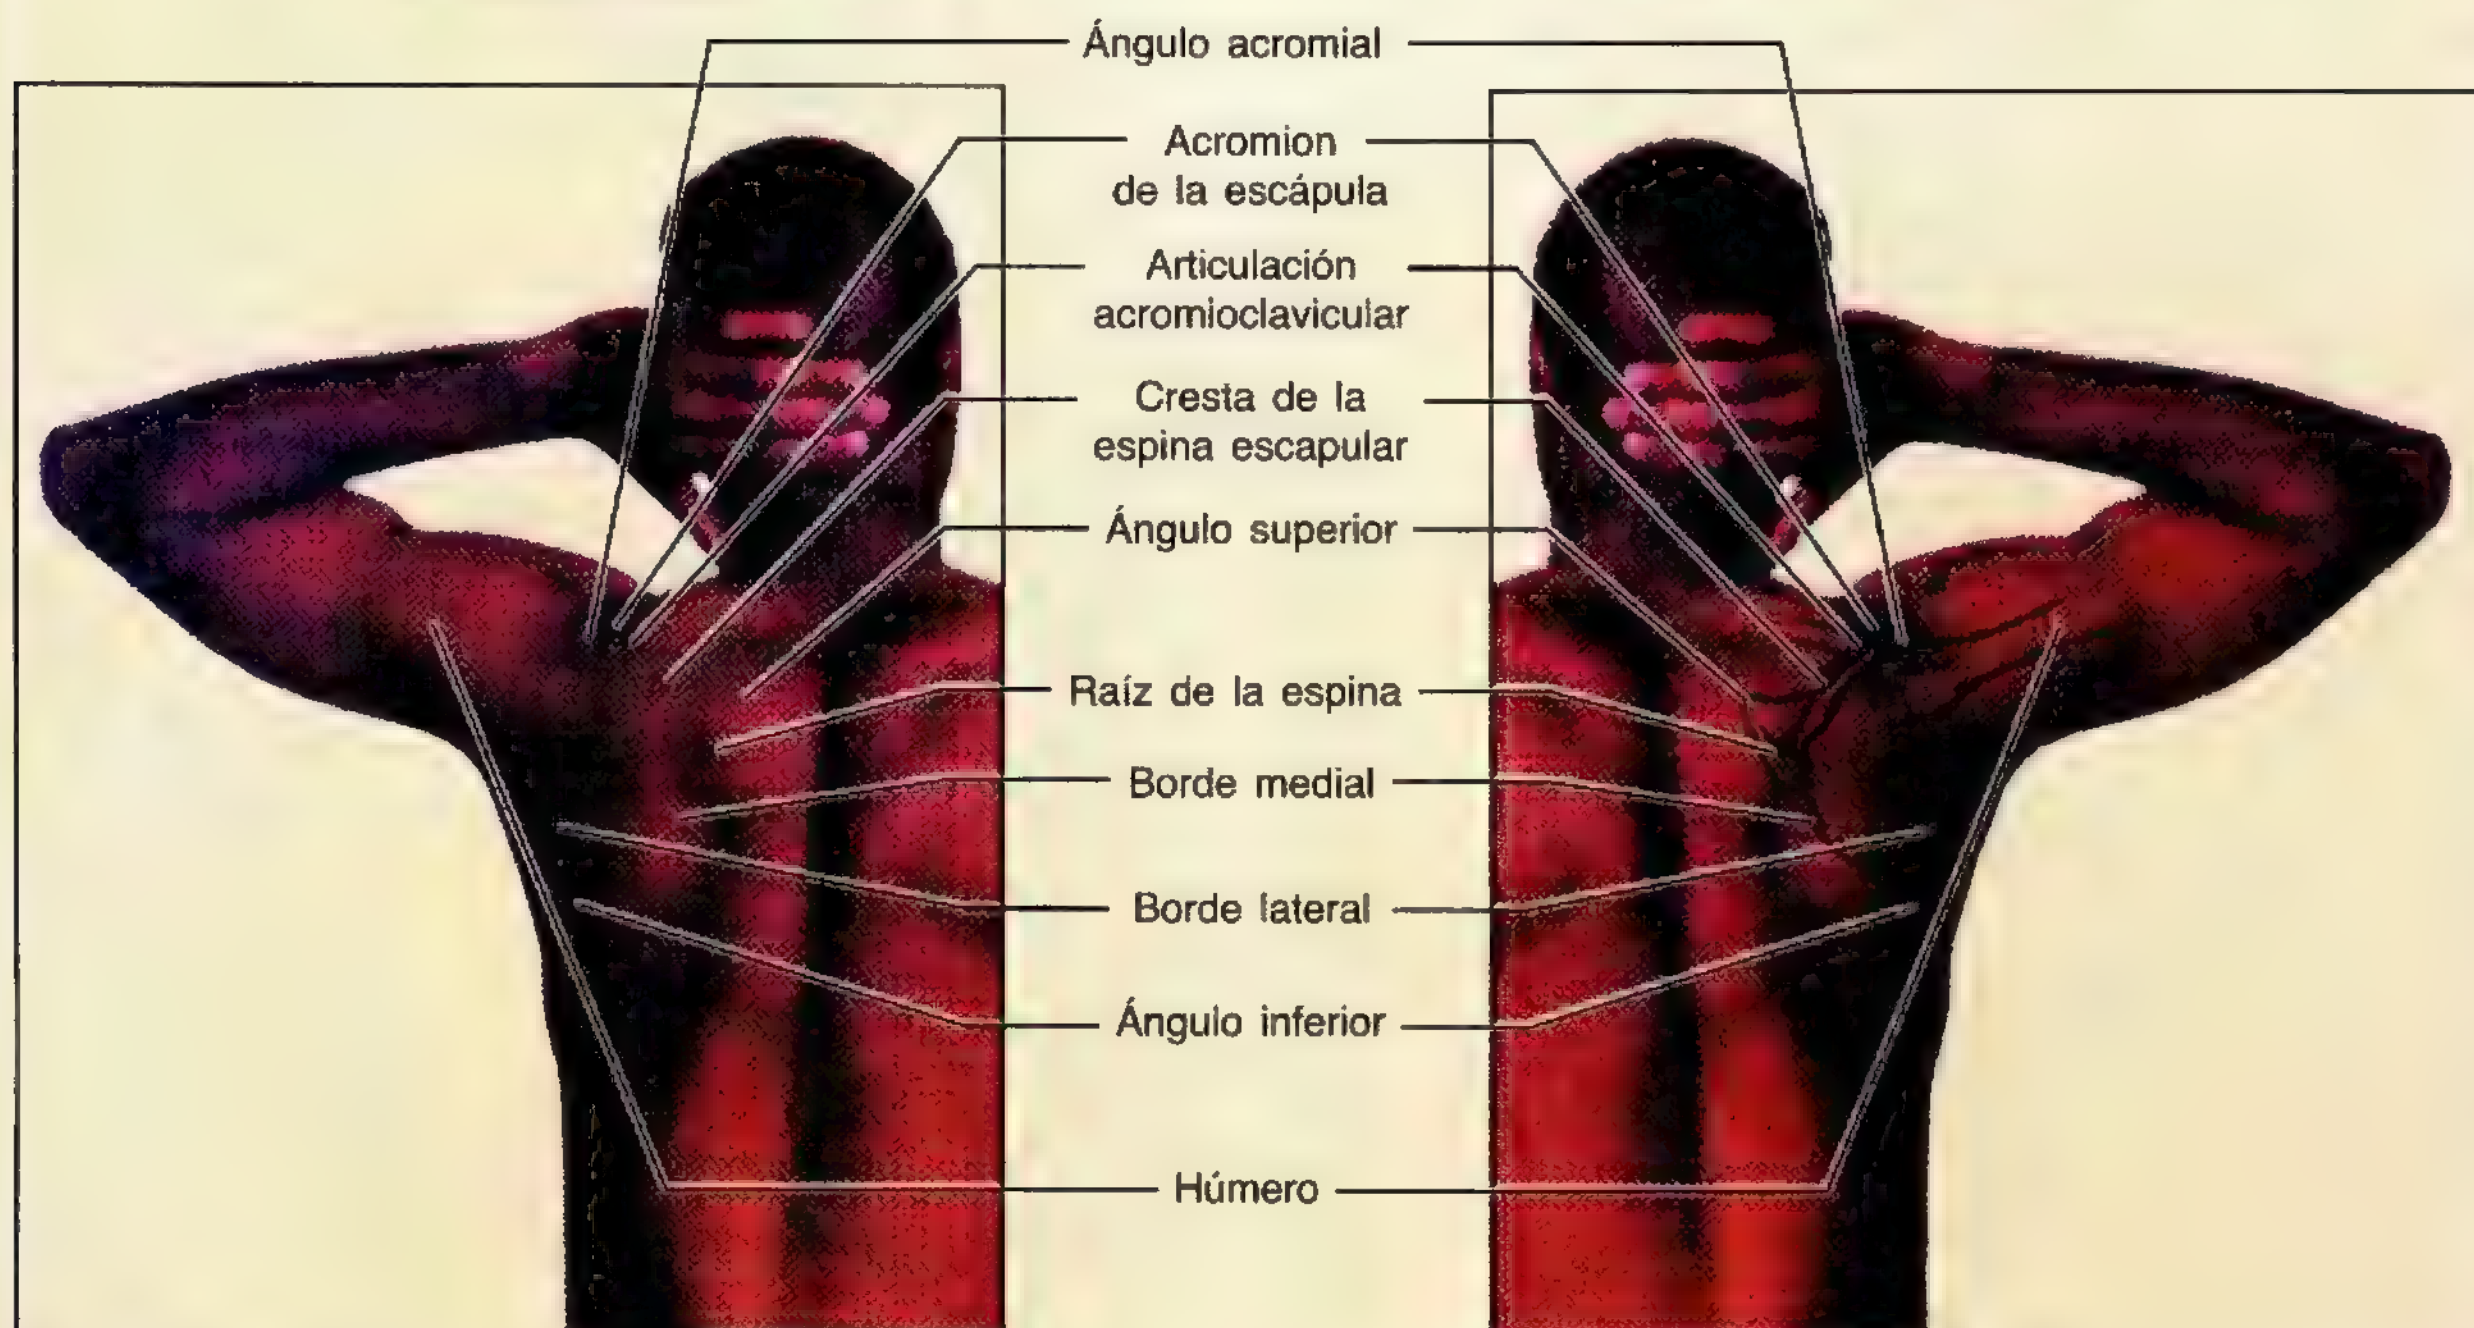 Ángulo acromial
Acromion
de la escápula
Articulación
acromioclavicular
Cresta de la
espina escapular
Ángulo superior
Raíz de la espina
Borde medial
Borde lateral
Ángulo inferior
Húmero